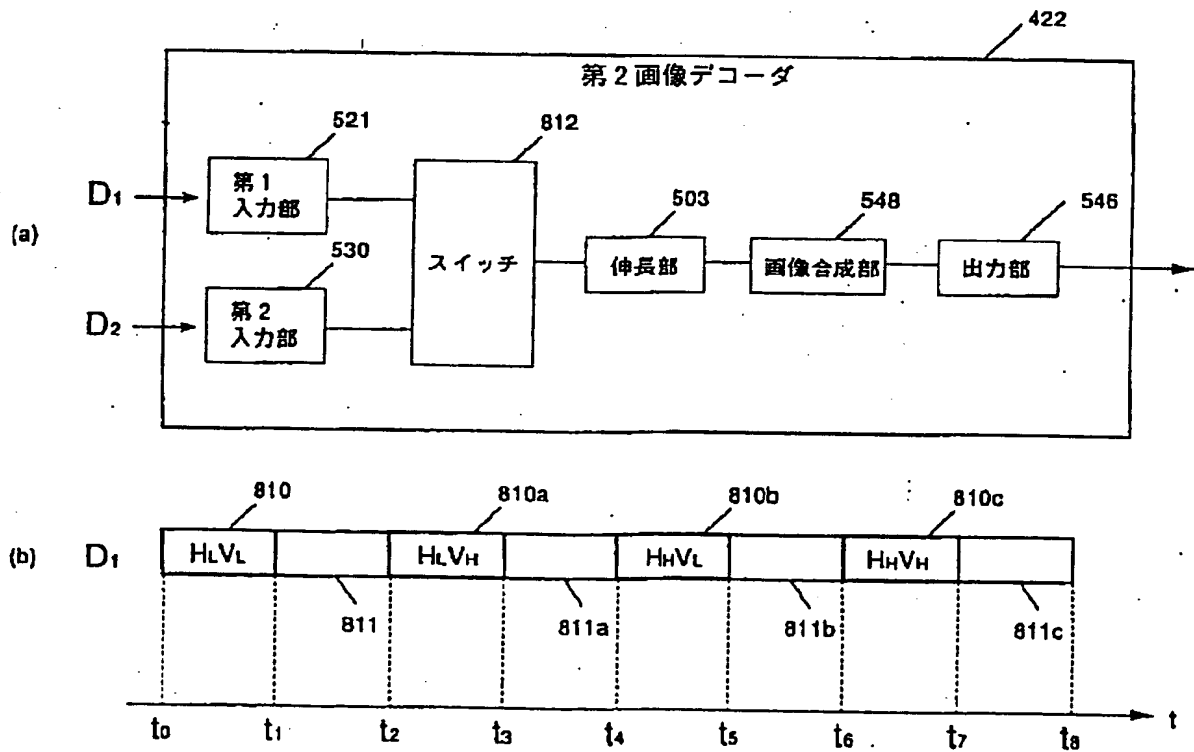 422
第2画像デコーダ
521
812
D1
第1
入力部
503
548
546
(a)
スイッチ
伸長部
画像合成部
出力部
530
D2
第2
入力部
810
810a
810b
810c
(b)
D1
HLVL
HLVH
HHVL
HHVH
811
811a
811b
811c
t0
t1
t2
t3
t4
t5
t6
t7
t8
t